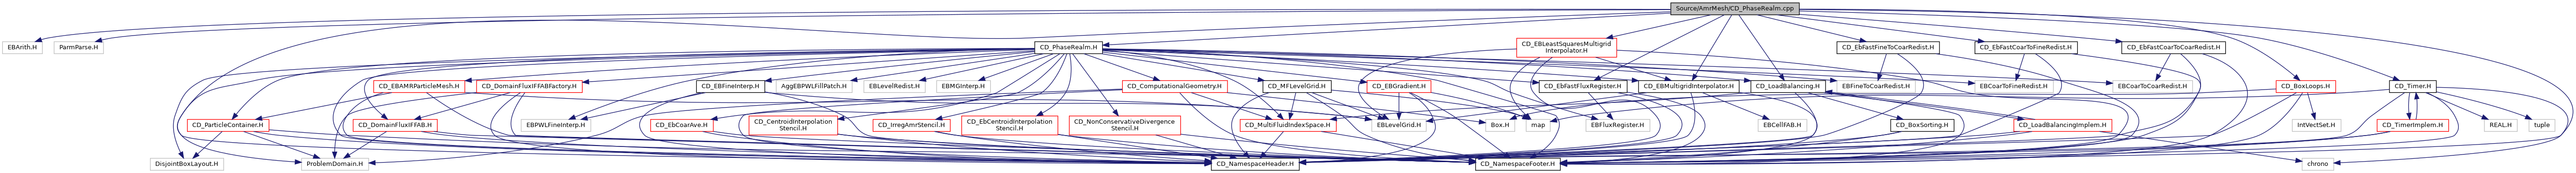 Source/AmrMesh/CD_PhaseRealm.cpp
EBArith.H
ParmParse.H
CD_PhaseRealm.H
CD_EBLeastSquaresMultigrid
Interpolator.H
CD_EbFastFineToCoarRedist.H
CD_EbFastCoarToFineRedist.H
CD_EbFastCoarToCoarRedist.H
CD_EBAMRParticleMesh.H
CD_DomainFluxIFFABFactory.H
CD_EBFineInterp.H
AggEBPWLFillPatch.H
EBLevelRedist.H
EBMGInterp.H
CD_ComputationalGeometry.H
CD_MFLevelGrid.H
CD_EBGradient.H
CD_EbFastFluxRegister.H
CD_EBMultigridInterpolator.H
CD_LoadBalancing.H
EBFineToCoarRedist.H
EBCoarToFineRedist.H
EBCoarToCoarRedist.H
CD_BoxLoops.H
CD_Timer.H
CD_ParticleContainer.H
CD_DomainFluxIFFAB.H
EBPWLFineInterp.H
CD_EbCoarAve.H
CD_CentroidInterpolation
Stencil.H
CD_IrregAmrStencil.H
CD_EbCentroidInterpolation
Stencil.H
CD_NonConservativeDivergence
Stencil.H
CD_MultiFluidIndexSpace.H
EBLevelGrid.H
Box.H
map
EBFluxRegister.H
EBCellFAB.H
CD_BoxSorting.H
CD_LoadBalancingImplem.H
IntVectSet.H
CD_TimerImplem.H
REAL.H
tuple
DisjointBoxLayout.H
ProblemDomain.H
CD_NamespaceHeader.H
CD_NamespaceFooter.H
chrono